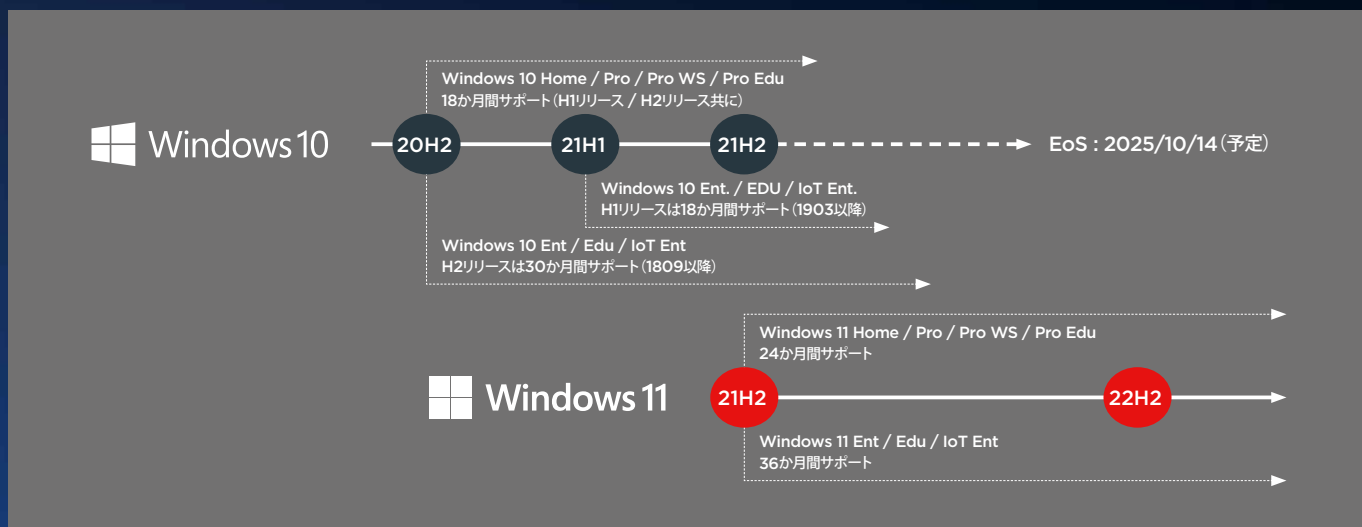 Windows 10 Home / Pro / Pro WS / Pro Edu
18か月間サポート（H1リリース / H2リリース共に）
Windows 10
20H2
21H1
21H2
EoS : 2025/10/14（予定）
Windows 10 Ent. / EDU / IoT Ent.
H1リリースは18か月間サポート（1903以降）
Windows 10 Ent / Edu / IoT Ent
H2リリースは30か月間サポート（1809以降）
Windows 11 Home / Pro / Pro WS / Pro Edu
24か月間サポート
Windows 11
21H2
22H2
Windows 11 Ent / Edu / IoT Ent
36か月間サポート